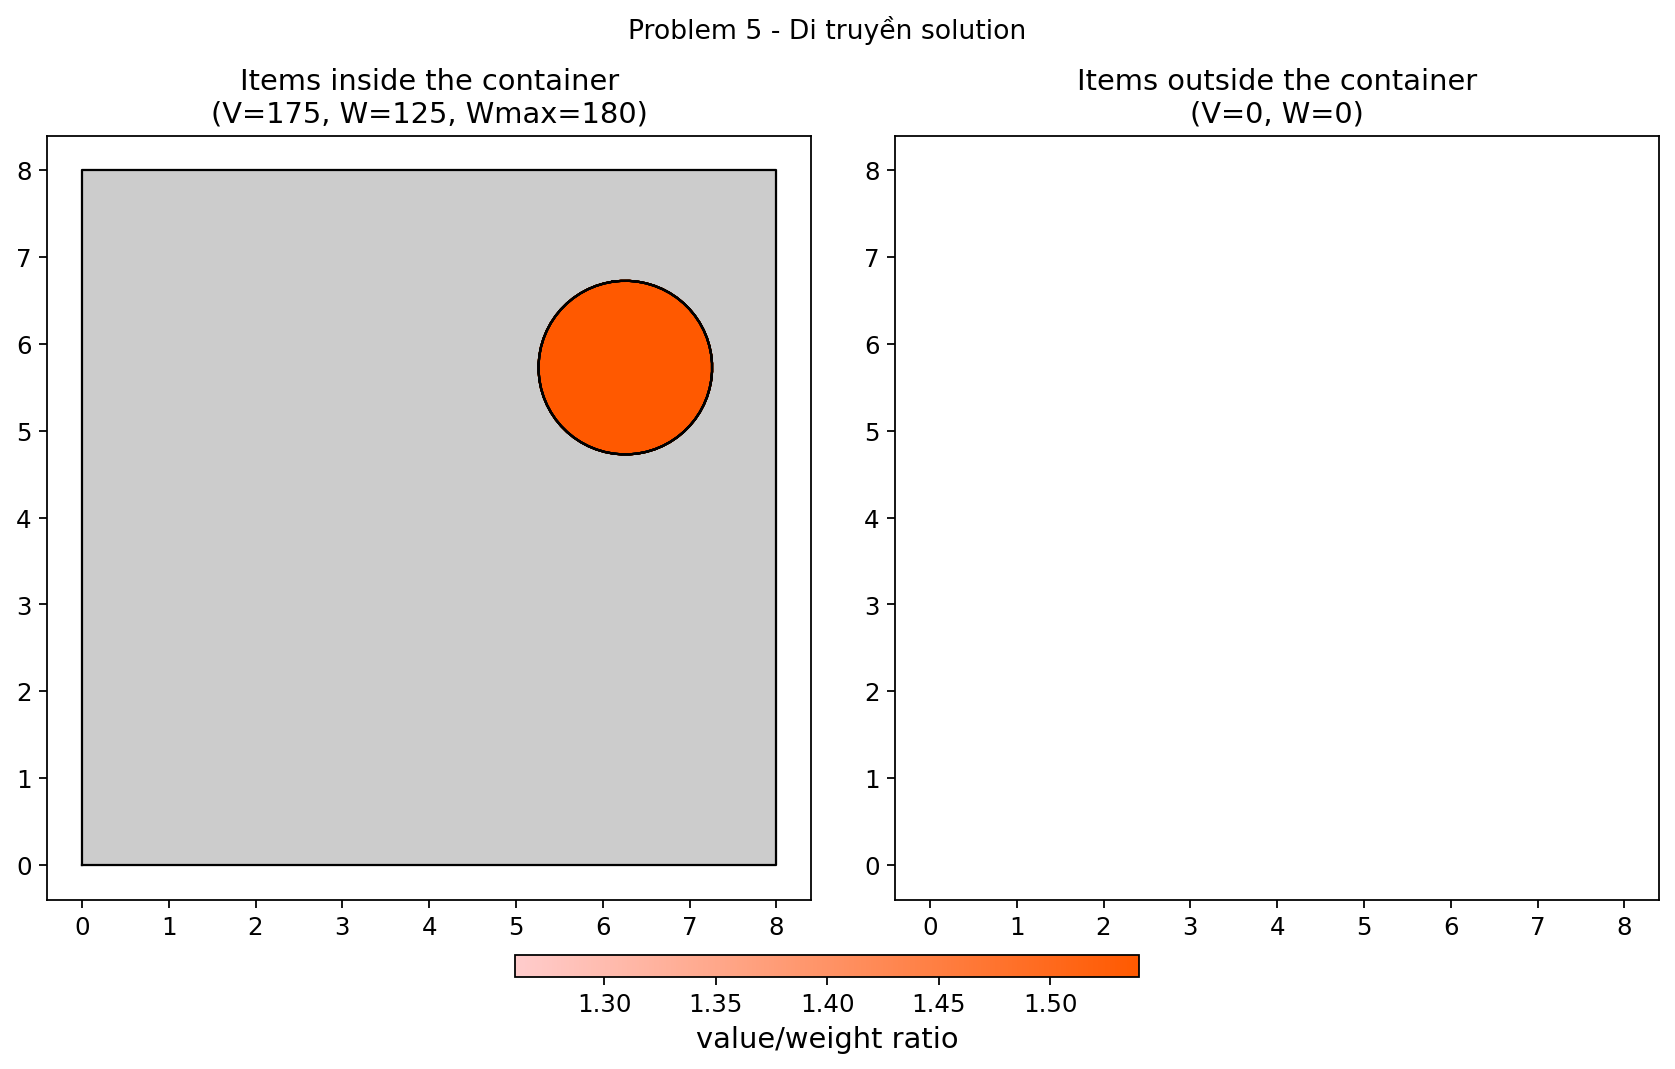 Problem 5 - Di truyền solution
Items inside the container
(V=175, W=125, Wmax=180)
8
7
6
5
4
3
2
1
0
0 1 2 3 4 5 6 7 8
Items outside the container
(V=0, W=0)
8
7
6
5
4
3
2
1
0
0 1 2 3 4 5 6 7 8
1.30 1.35 1.40 1.45 1.50
value/weight ratio